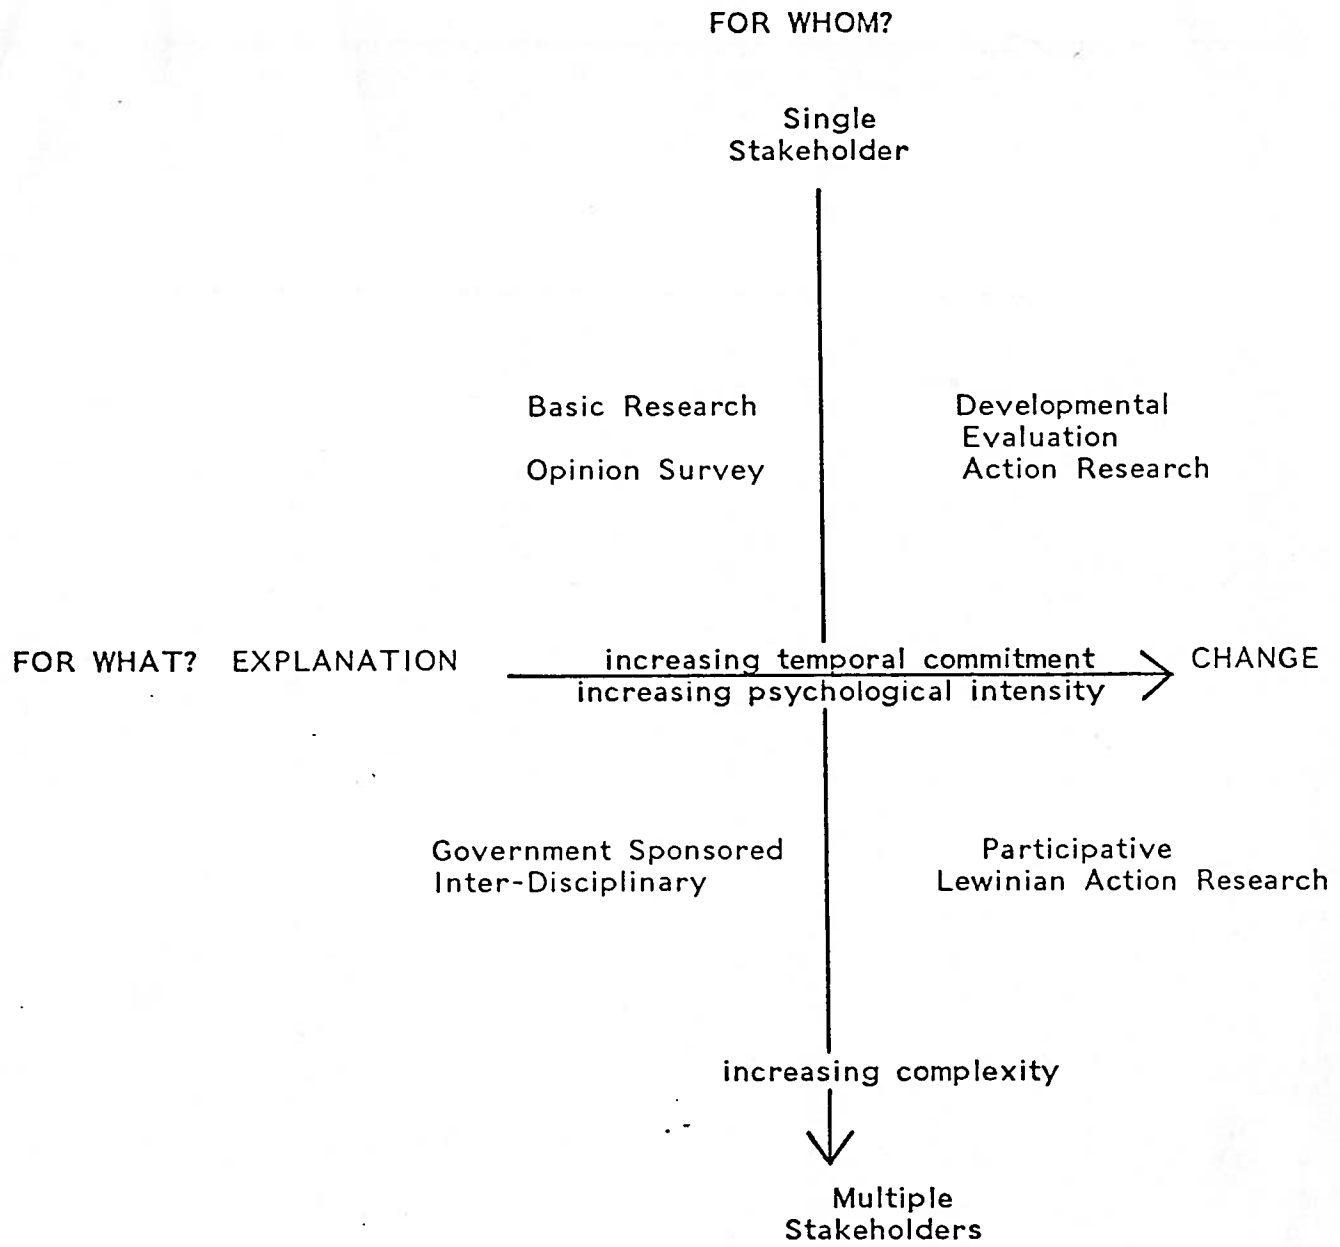 FOR WHOM?
Single
Stakeholder
Basic Research
Opinion Survey
Developmental
Evaluation
Action Research
FOR WHAT? EXPLANATION
increasing temporal commitment
increasing psychological intensity
CHANGE
Government Sponsored
Inter-Disciplinary
Participative
Lewinian Action Research
increasing complexity
Multiple
Stakeholders